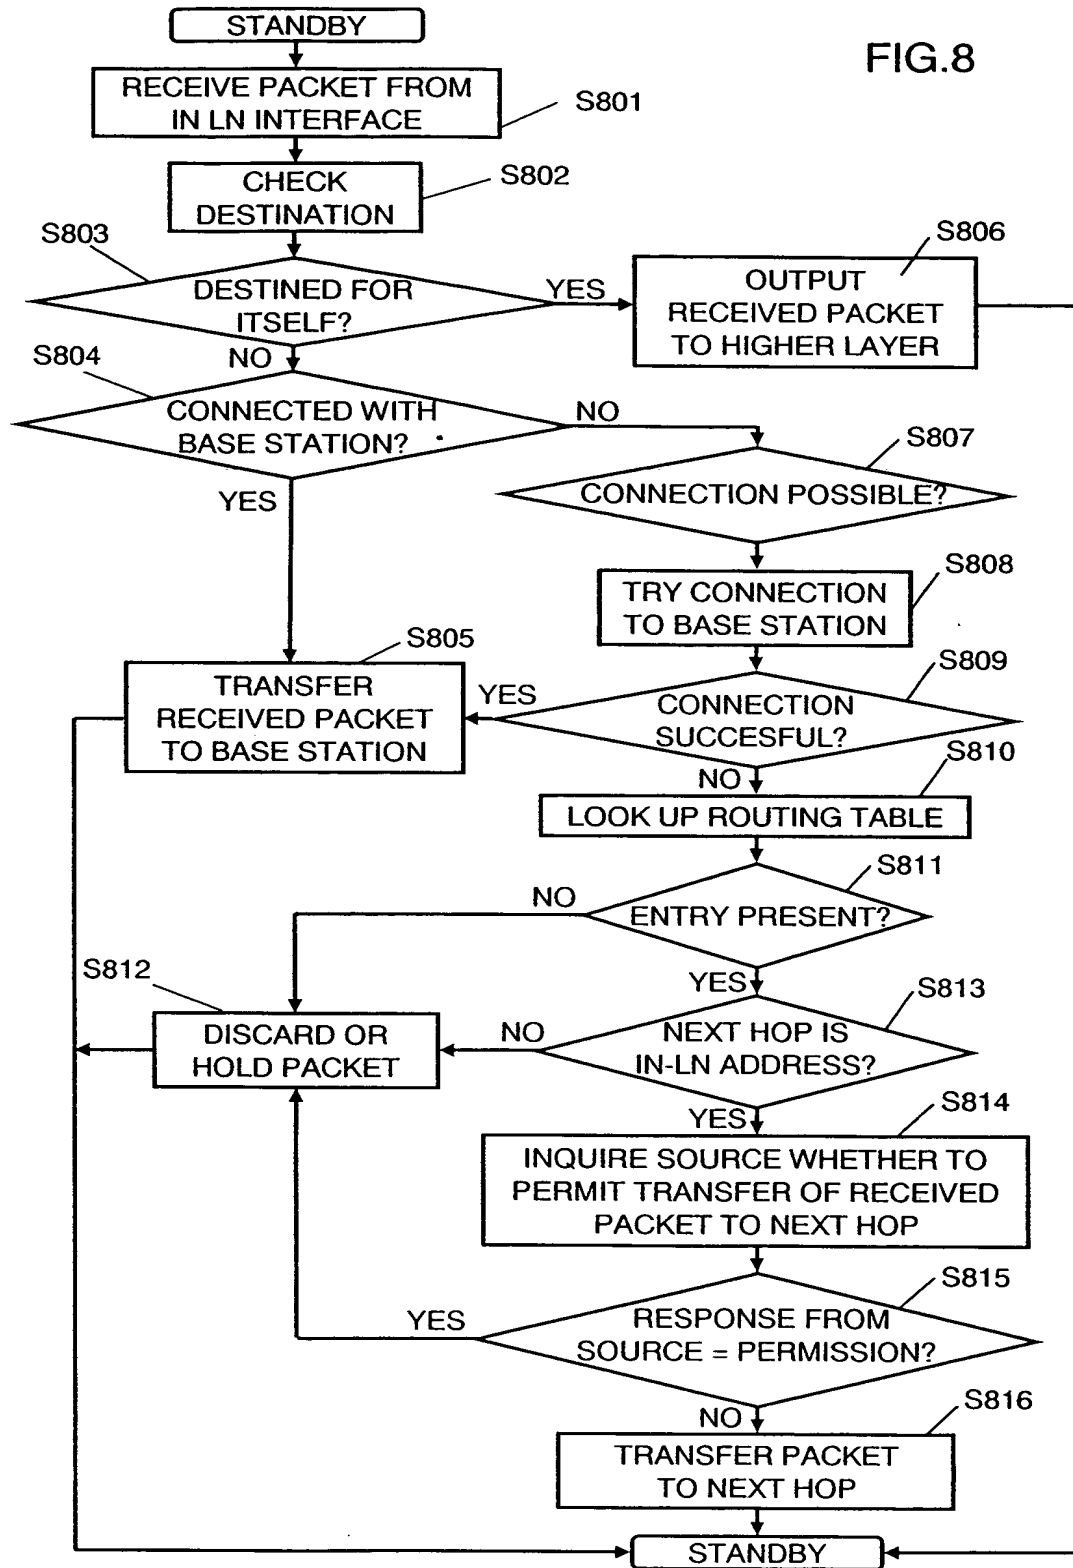 STANDBY
FIG.8
RECEIVE PACKET FROM
IN LN INTERFACE
S801
CHECK
DESTINATION
S802
S803
DESTINED FOR
ITSELF?
YES
S806
OUTPUT
RECEIVED PACKET
TO HIGHER LAYER
NO
S804
CONNECTED WITH
BASE STATION?
NO
YES
S807
CONNECTION POSSIBLE?
S808
TRY CONNECTION
TO BASE STATION
S805
TRANSFER
RECEIVED PACKET
TO BASE STATION
YES
S809
CONNECTION
SUCCESFUL?
NO
S810
LOOK UP ROUTING TABLE
S811
NO
ENTRY PRESENT?
YES
S812
DISCARD OR
HOLD PACKET
NO
S813
NEXT HOP IS
IN-LN ADDRESS?
YES
S814
INQUIRE SOURCE WHETHER TO
PERMIT TRANSFER OF RECEIVED
PACKET TO NEXT HOP
S815
YES
RESPONSE FROM
SOURCE = PERMISSION?
NO
S816
TRANSFER PACKET
TO NEXT HOP
STANDBY